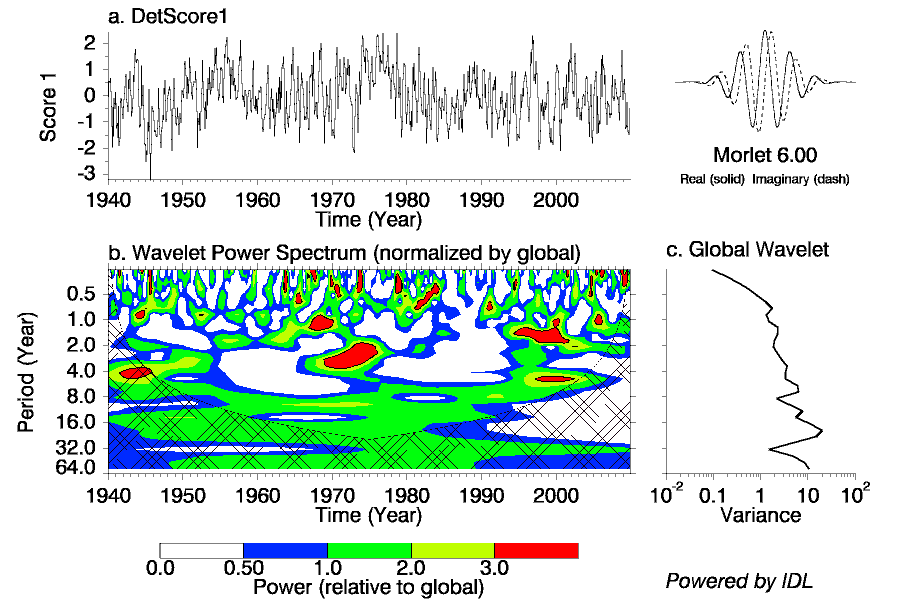 a. DetScore1
Score 1
2
1
0
-1
-2
-3
1940 1950 1960 1970 1980 1990 2000
Time (Year)
Morlet 6.00
Real (solid) Imaginary (dash)
b. Wavelet Power Spectrum (normalized by global)
Period (Year)
0.5
1.0
2.0
4.0
8.0
16.0
32.0
64.0
1940 1950 1960 1970 1980 1990 2000
Time (Year)
c. Global Wavelet
10-2 0.1 1 10 102
Variance
0.0 0.50 1.0 2.0 3.0
Power (relative to global)
Powered by IDL